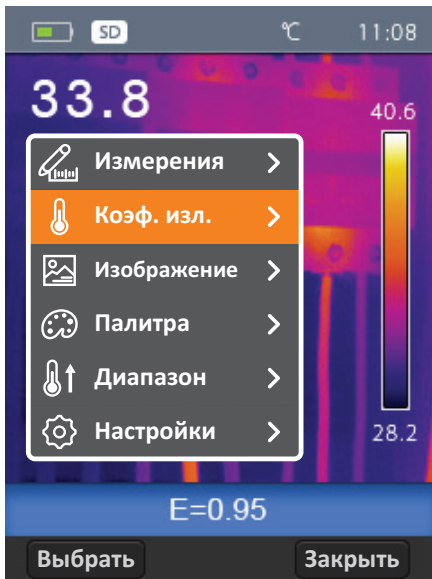 SD ℃ 11:08
33.8
40.6
Измерения
Коэф. изл.
Изображение
Палитра
Диапазон
Настройки
28.2
E=0.95
Выбрать Закрыть